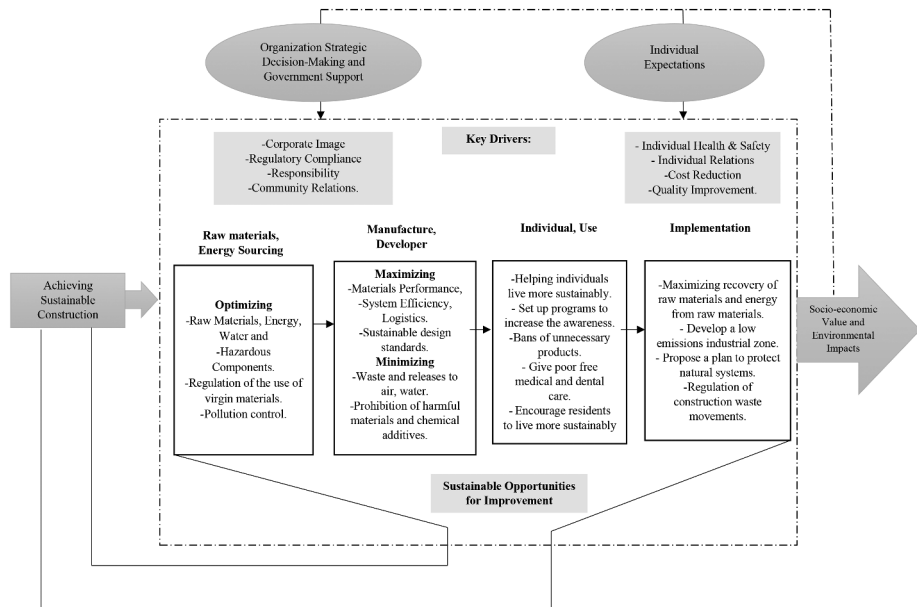 Organization Strategic
Decision-Making and
Government Support
Individual
Expectations
Key Drivers:
-Corporate Image
-Regulatory Compliance
-Responsibility
-Community Relations.
- Individual Health & Safety
- Individual Relations
-Cost Reduction
-Quality Improvement.
Achieving
Sustainable
Construction
Raw materials,
Energy Sourcing
Optimizing
-Raw Materials, Energy,
Water and
-Hazardous
Components.
-Regulation of the use of
virgin materials.
-Pollution control.
Manufacture,
Developer
Maximizing
-Materials Performance,
-System Efficiency,
Logistics.
-Sustainable design
standards.
Minimizing
-Waste and releases to
air, water.
-Prohibition of harmful
materials and chemical
additives.
Individual, Use
-Helping individuals
live more sustainably.
- Set up programs to
increase the awareness.
-Bans of unnecessary
products.
- Give poor free
medical and dental
care.
- Encourage residents
to live more sustainably
Implementation
-Maximizing recovery of
raw materials and energy
from raw materials.
- Develop a low
emissions industrial zone.
- Propose a plan to protect
natural systems.
-Regulation of
construction waste
movements.
Socio-economic
Value and
Environmental
Impacts
Sustainable Opportunities
for Improvement